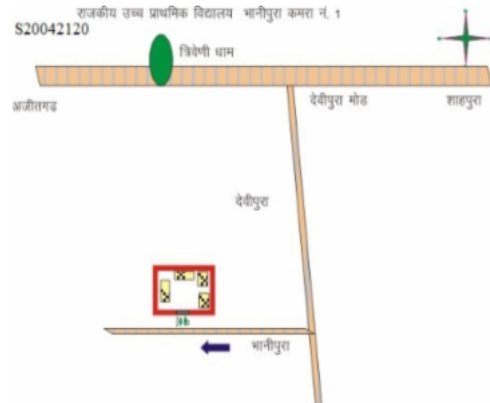 राजकीय उच्च प्राथमिक विद्यालय भानीपुरा कमरा नं. 1
S20042120
त्रिवेणी धाम
अजीतगढ
देवीपुरा मोड
शाहपुरा
देवीपुरा
भानीपुरा